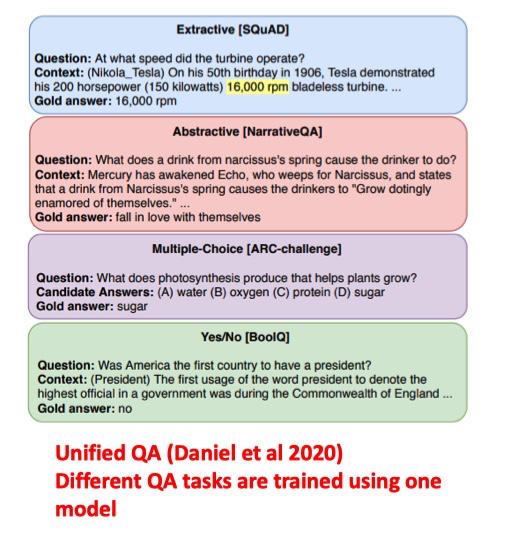 Extractive [SQuAD]
Question: At what speed did the turbine operate?
Context: (Nikola_Tesla) On his 50th birthday in 1906, Tesla demonstrated
his 200 horsepower (150 kilowatts) 16,000 rpm bladeless turbine. ...
Gold answer: 16,000 rpm
Abstractive [NarrativeQA]
Question: What does a drink from narcissus's spring cause the drinker to do?
Context: Mercury has awakened Echo, who weeps for Narcissus, and states
that a drink from Narcissus's spring causes the drinkers to "Grow dotingly
enamored of themselves." ...
Gold answer: fall in love with themselves
Multiple-Choice [ARC-challenge]
Question: What does photosynthesis produce that helps plants grow?
Candidate Answers: (A) water (B) oxygen (C) protein (D) sugar
Gold answer: sugar
Yes/No [BoolQ]
Question: Was America the first country to have a president?
Context: (President) The first usage of the word president to denote the
highest official in a government was during the Commonwealth of England ...
Gold answer: no
Unified QA (Daniel et al 2020)
Different QA tasks are trained using one
model